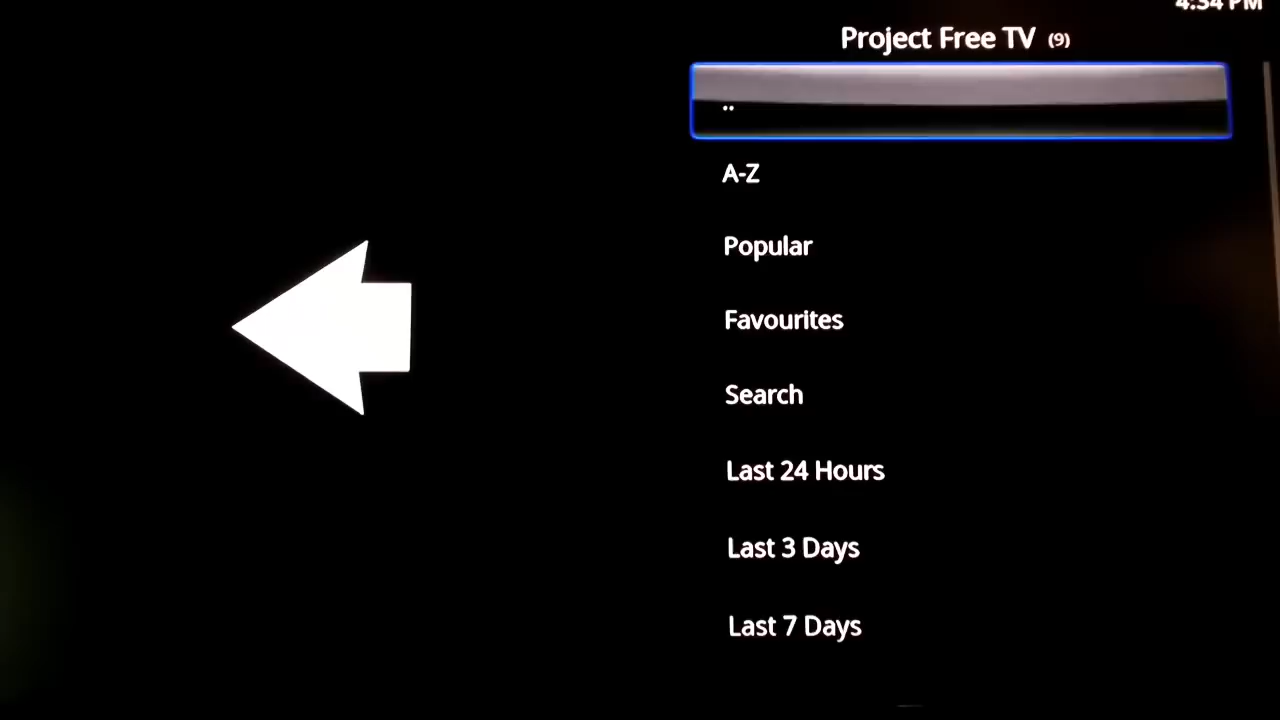 4:34 PM
Project Free TV (9)
..
A-Z
Popular
Favourites
Search
Last 24 Hours
Last 3 Days
Last 7 Days